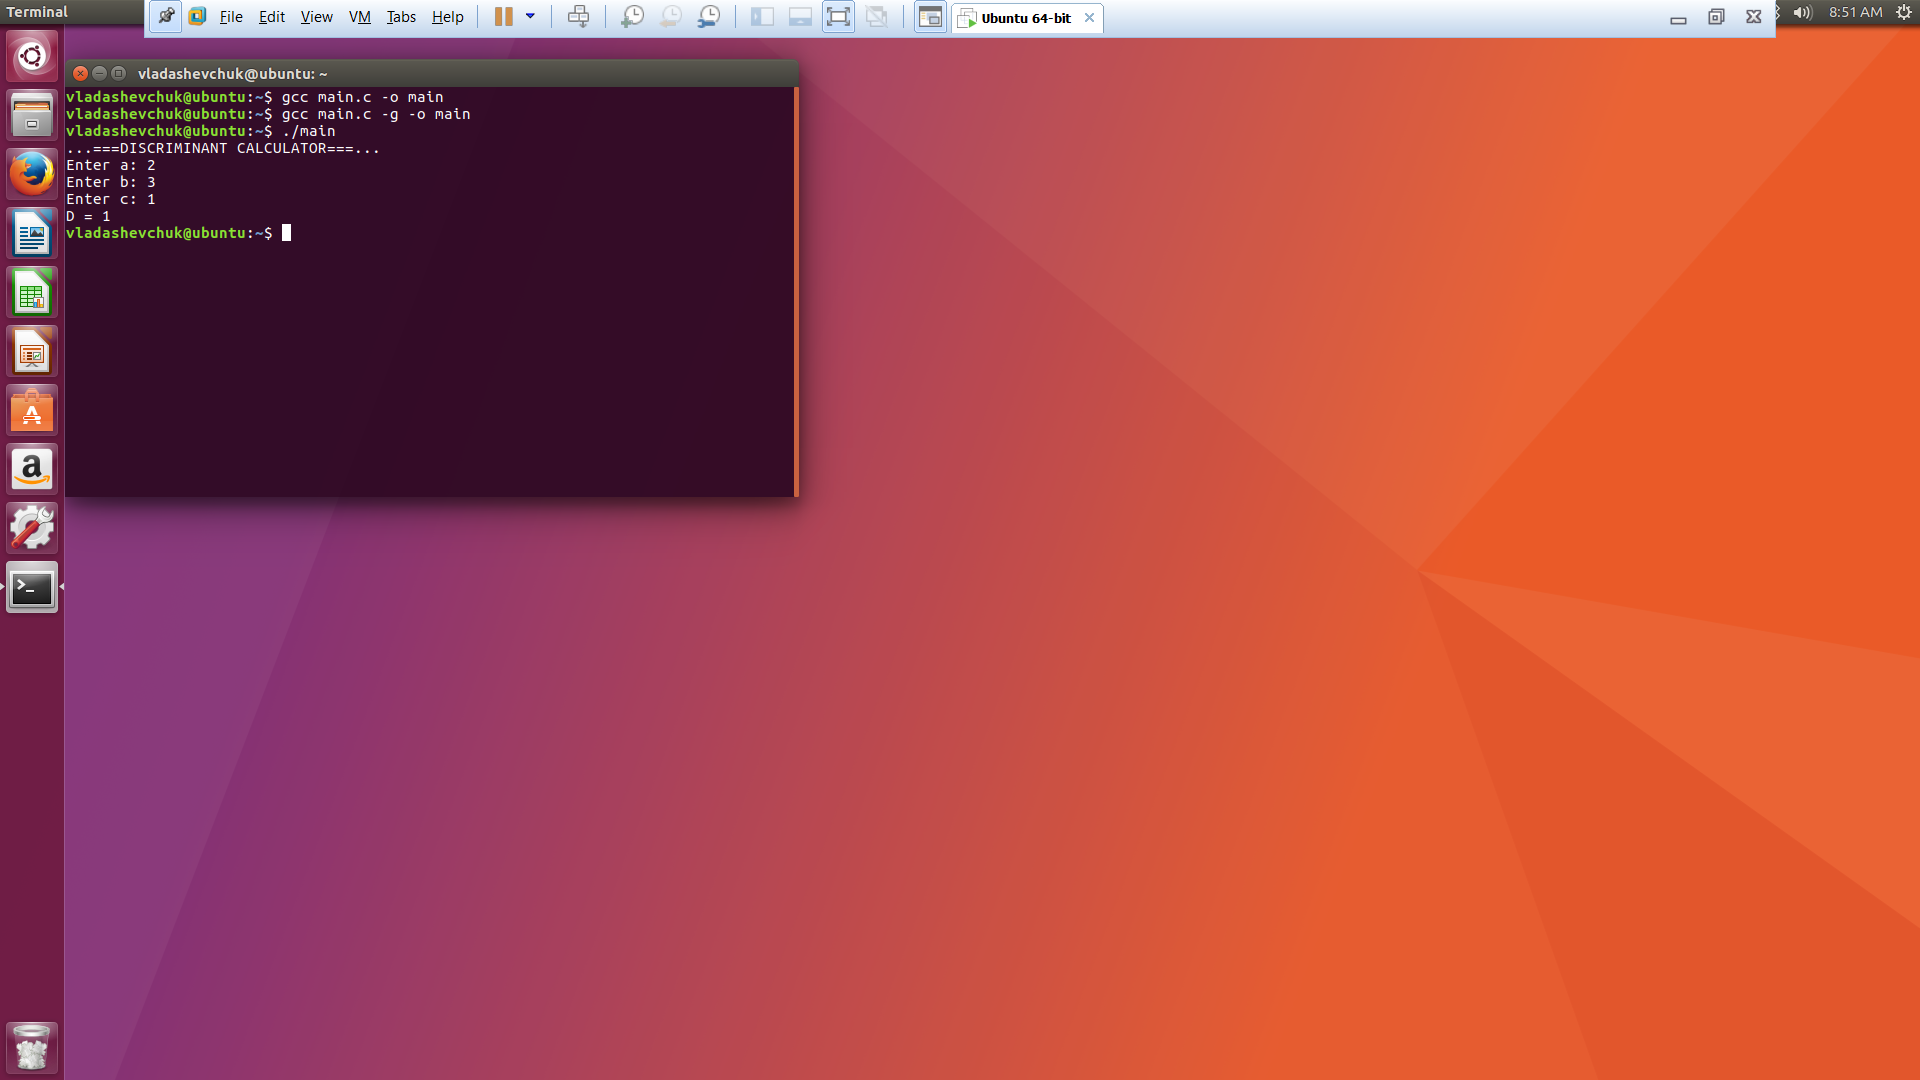 Terminal
File Edit View VM Tabs Help
Ubuntu 64-bit
8:51 AM
vladashevchuk@ubuntu: ~
vladashevchuk@ubuntu:~$ gcc main.c -o main
vladashevchuk@ubuntu:~$ gcc main.c -g -o main
vladashevchuk@ubuntu:~$ ./main
...===DISCRIMINANT CALCULATOR===...
Enter a: 2
Enter b: 3
Enter c: 1
D = 1
vladashevchuk@ubuntu:~$